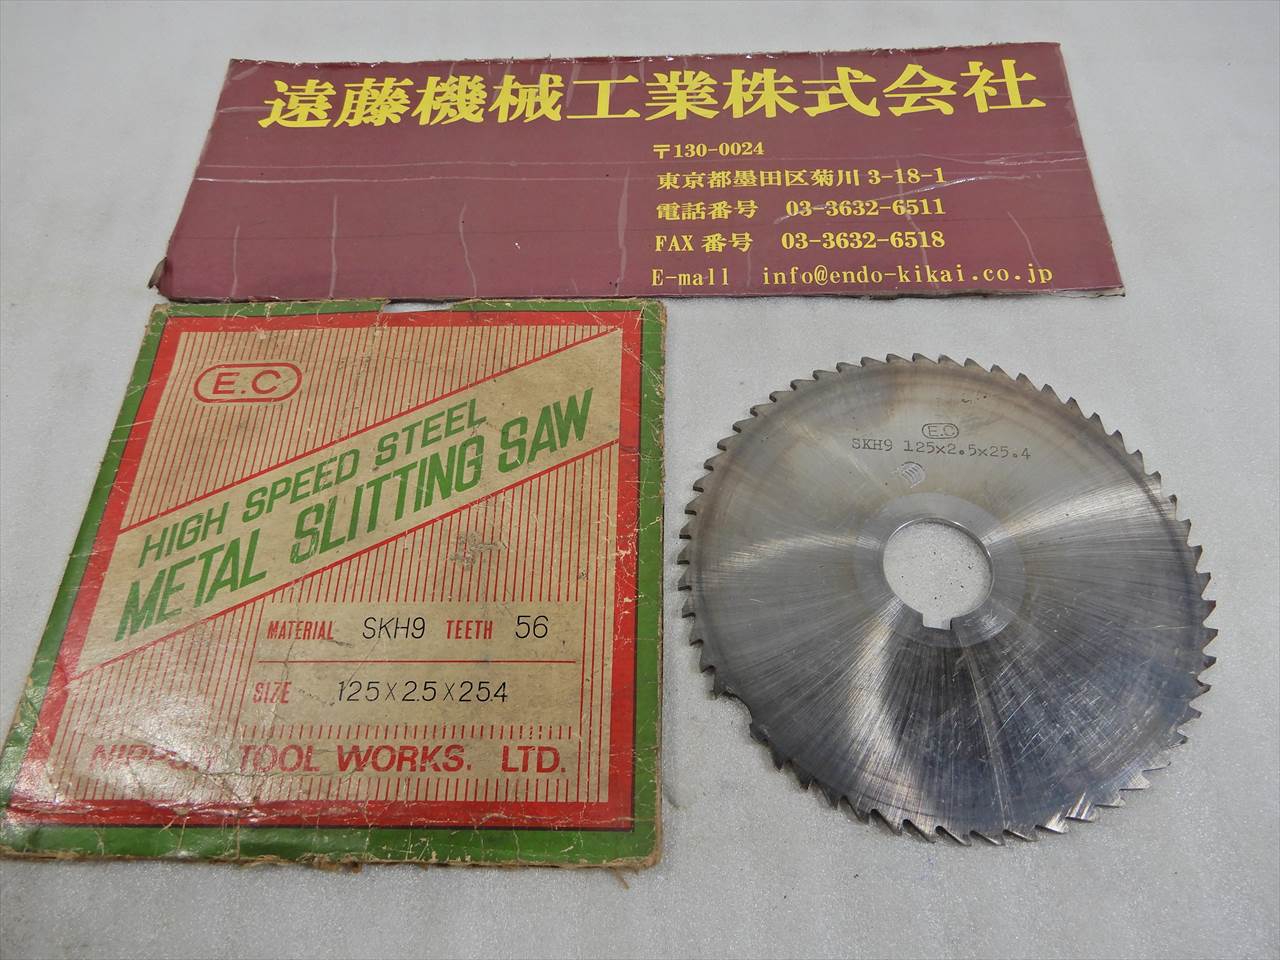 遠藤機械工業株式会社
〒130-0024
東京都墨田区菊川 3-18-1
電話番号 03-3632-6511
FAX 番号 03-3632-6518
E-mall info@endo-kikai.co.jp
E.C
HIGH SPEED STEEL
METAL SLITTING SAW
MATERIAL SKH9 TEETH 56
SIZE 125×2.5×25.4
NIPPON TOOL WORKS. LTD.
E.C
SKH9 125×2.5×25.4